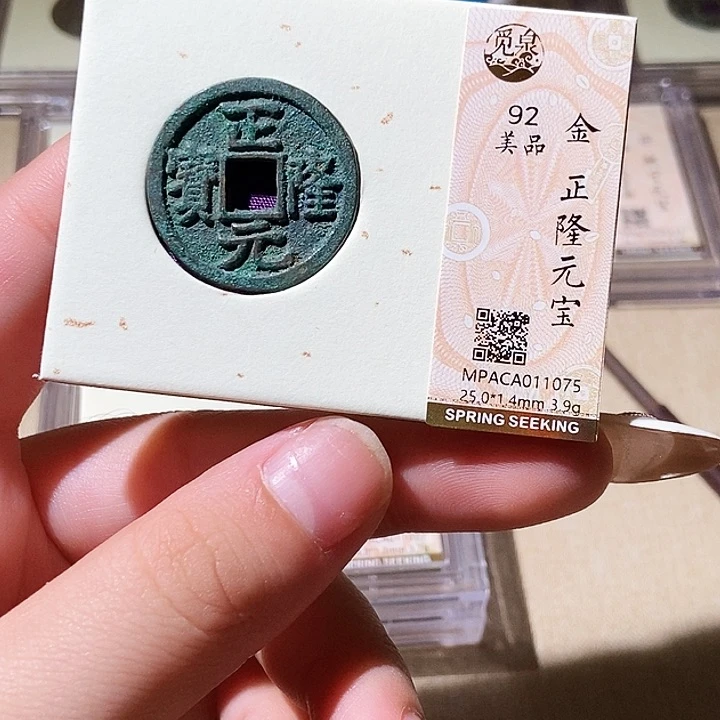 正
隆
元
寳
觅泉
92
美品
金
正隆元宝
MPACA011075
25.0*1.4mm 3.9g
SPRING SEEKING